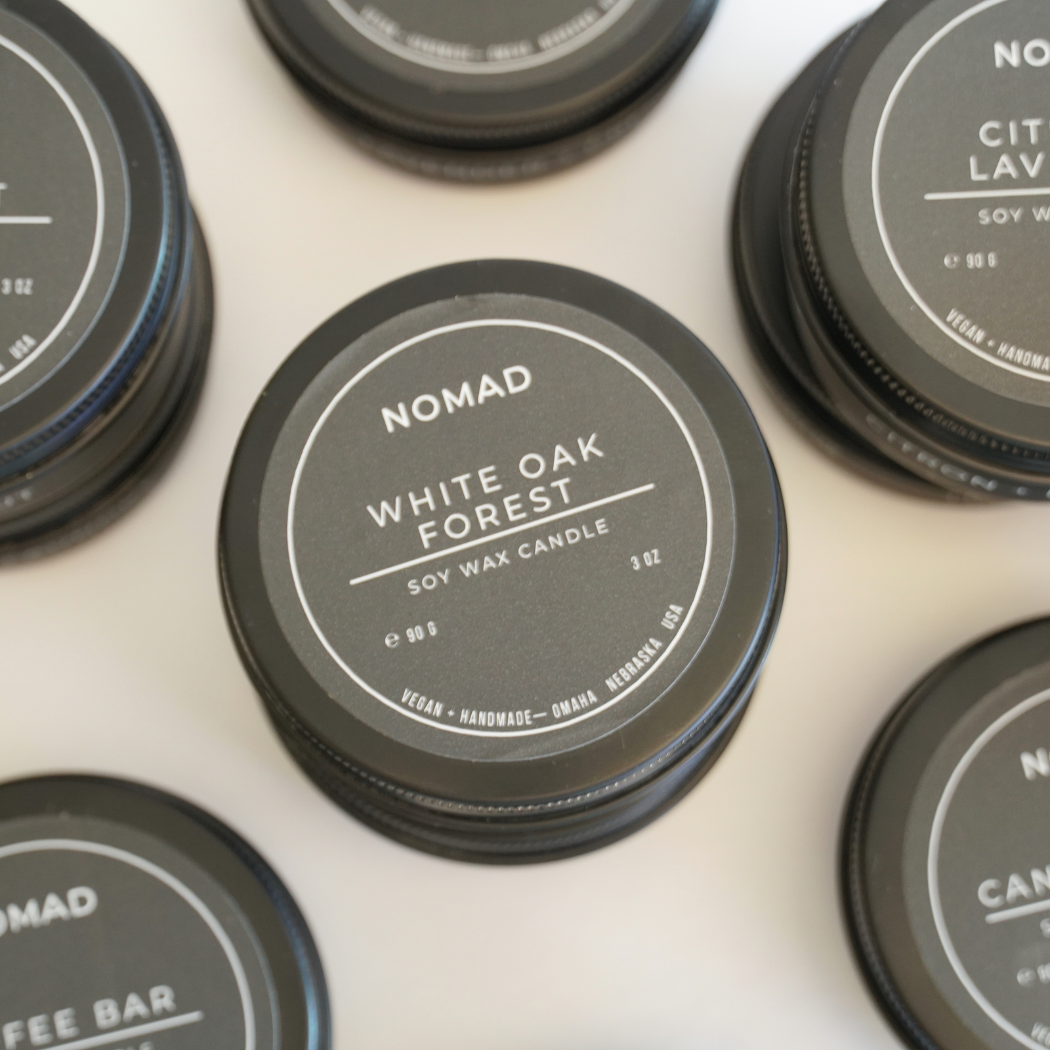 NO
CIT
LAV
SOY W
℮ 90 G
VEGAN + HANDMA
T
3 OZ
USA
NOMAD
WHITE OAK
FOREST
SOY WAX CANDLE
3 OZ
℮ 90 G
VEGAN + HANDMADE— OMAHA NEBRASKA USA
OMAD
FEE BAR
N
CAN